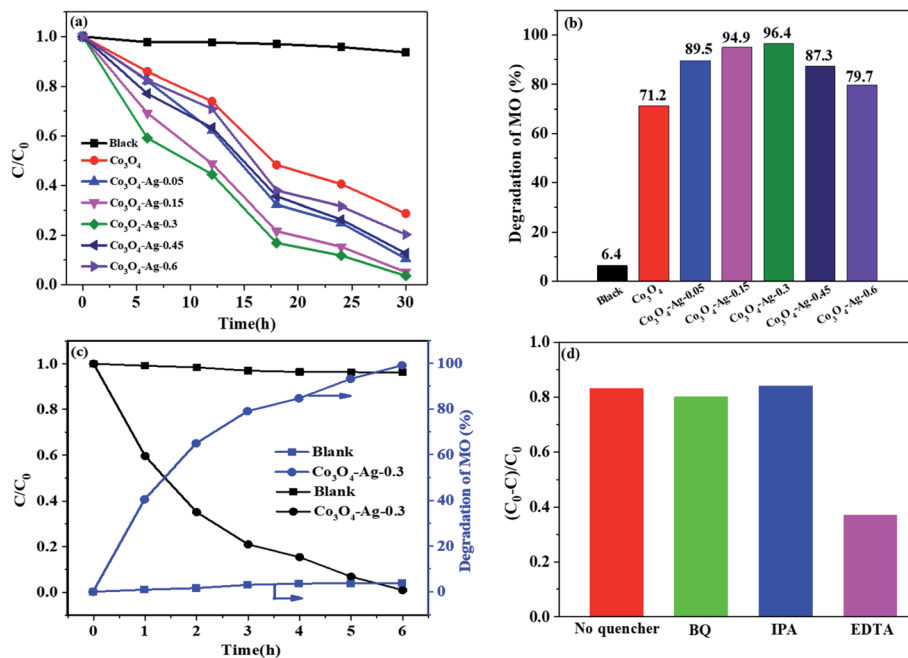 (a)
C/C0
1.0
0.8
0.6
0.4
0.2
0.0
Black
Co3O4
Co3O4-Ag-0.05
Co3O4-Ag-0.15
Co3O4-Ag-0.3
Co3O4-Ag-0.45
Co3O4-Ag-0.6
0 5 10 15 20 25 30
Time(h)
(b)
Degradation of MO (%)
100
80
60
40
20
0
6.4
71.2
89.5
94.9
96.4
87.3
79.7
Black
Co3O4
Co3O4-Ag-0.05
Co3O4-Ag-0.15
Co3O4-Ag-0.3
Co3O4-Ag-0.45
Co3O4-Ag-0.6
(c)
C/C0
1.0
0.8
0.6
0.4
0.2
0.0
Blank
Co3O4-Ag-0.3
Blank
Co3O4-Ag-0.3
100
80
60
40
20
0
Degradation of MO (%)
0 1 2 3 4 5 6
Time(h)
(d)
(C0-C)/C0
1.0
0.8
0.6
0.4
0.2
0.0
No quencher BQ IPA EDTA